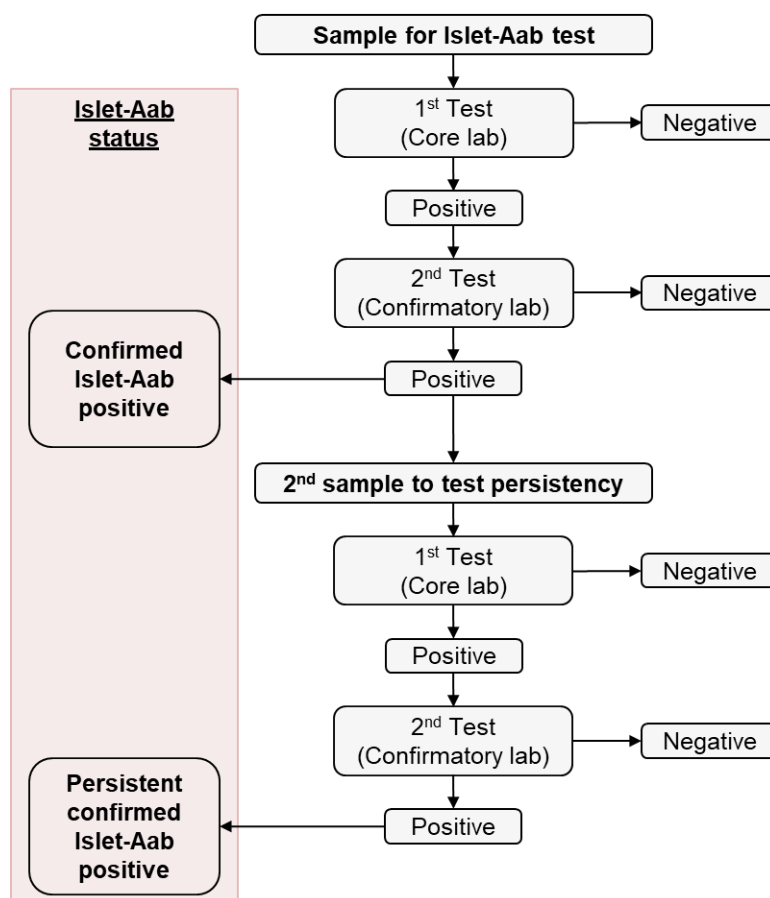 Sample for Islet-Aab test
Islet-Aab
status
1st Test
(Core lab)
Negative
Positive
2nd Test
(Confirmatory lab)
Negative
Confirmed
Islet-Aab
positive
Positive
2nd sample to test persistency
1st Test
(Core lab)
Negative
Positive
2nd Test
(Confirmatory lab)
Negative
Persistent
confirmed
Islet-Aab
positive
Positive